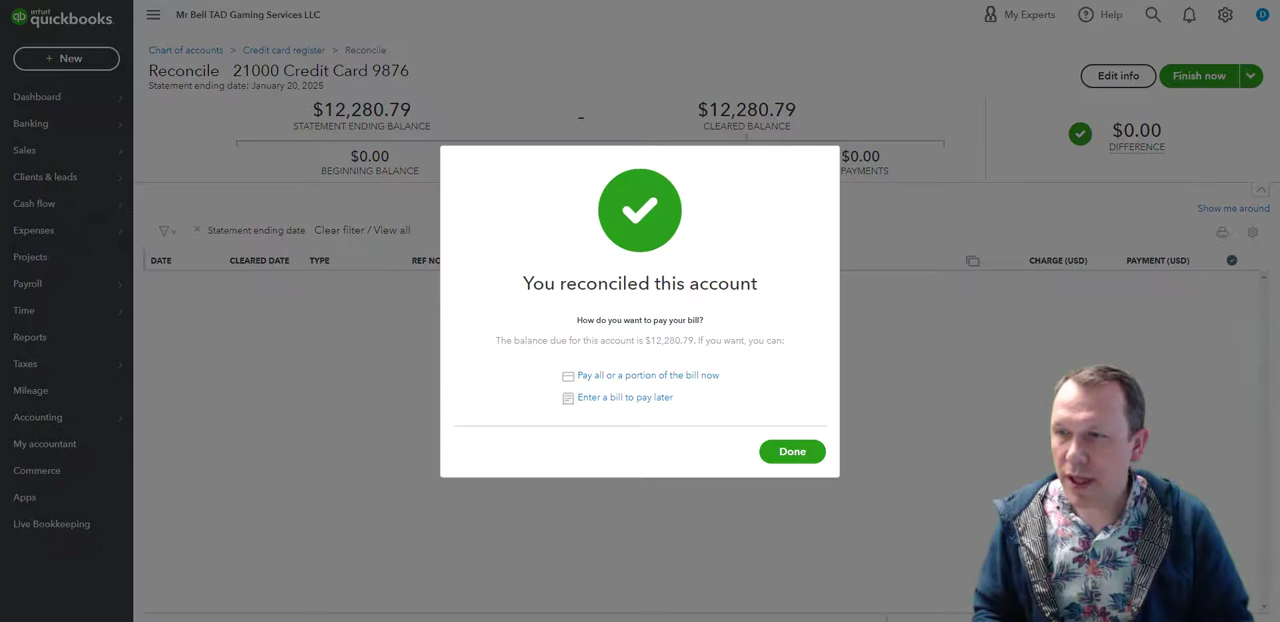 intuit
quickbooks.
Mr Bell TAD Gaming Services LLC
My Experts
Help
D
+ New
Dashboard
Banking
Sales
Clients & leads
Cash flow
Expenses
Projects
Payroll
Time
Reports
Taxes
Mileage
Accounting
My accountant
Commerce
Apps
Live Bookkeeping
Chart of accounts > Credit card register > Reconcile
Reconcile 21000 Credit Card 9876
Statement ending date: January 20, 2025
Edit info
Finish now
$12,280.79
STATEMENT ENDING BALANCE
-
$12,280.79
CLEARED BALANCE
$0.00
DIFFERENCE
$0.00
BEGINNING BALANCE
$0.00
PAYMENTS
Show me around
Statement ending date Clear filter / View all
DATE CLEARED DATE TYPE REF NO CHARGE (USD) PAYMENT (USD)
You reconciled this account
How do you want to pay your bill?
The balance due for this account is $12,280.79. If you want, you can:
Pay all or a portion of the bill now
Enter a bill to pay later
Done